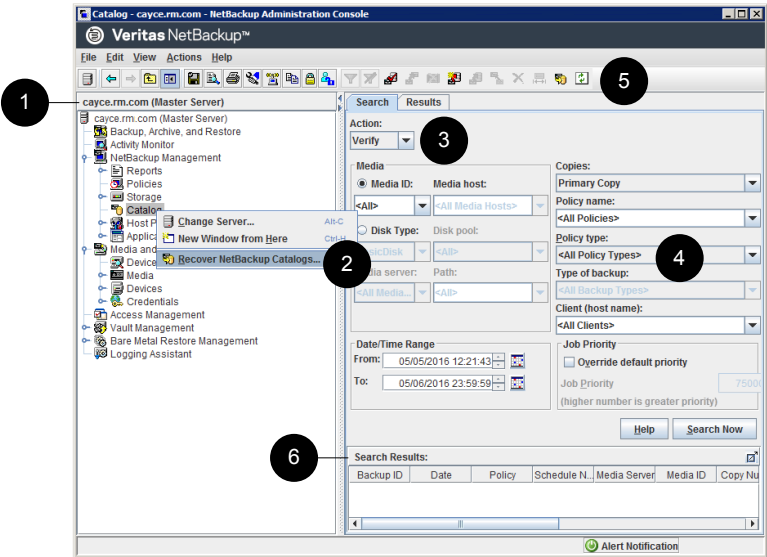 Catalog - cayce.rm.com - NetBackup Administration Console
Veritas NetBackup™
File Edit View Actions Help
1
cayce.rm.com (Master Server)
cayce.rm.com (Master Server)
Backup, Archive, and Restore
Activity Monitor
NetBackup Management
Reports
Policies
Storage
Catalog
Host P
Applica
Media and
Device
Media
Devices
Credentials
Access Management
Vault Management
Bare Metal Restore Management
Logging Assistant
Change Server... Alt-C
New Window from Here Ctrl-H
Recover NetBackup Catalogs...
2
5
Search Results
Action:
Verify
3
Media
Media ID: Media host:
<All> <All Media Hosts>
Disk Type: Disk pool:
BasicDisk <All>
Media server: Path:
<All Media... <All>
Copies:
Primary Copy
Policy name:
<All Policies>
Policy type:
<All Policy Types>
4
Type of backup:
<All Backup Types>
Client (host name):
<All Clients>
Date/Time Range
From: 05/05/2016 12:21:43
To: 05/06/2016 23:59:59
Job Priority
Override default priority
Job Priority 7500
(higher number is greater priority)
Help Search Now
6
Search Results:
Backup ID Date Policy Schedule N... Media Server Media ID Copy Nu
Alert Notification